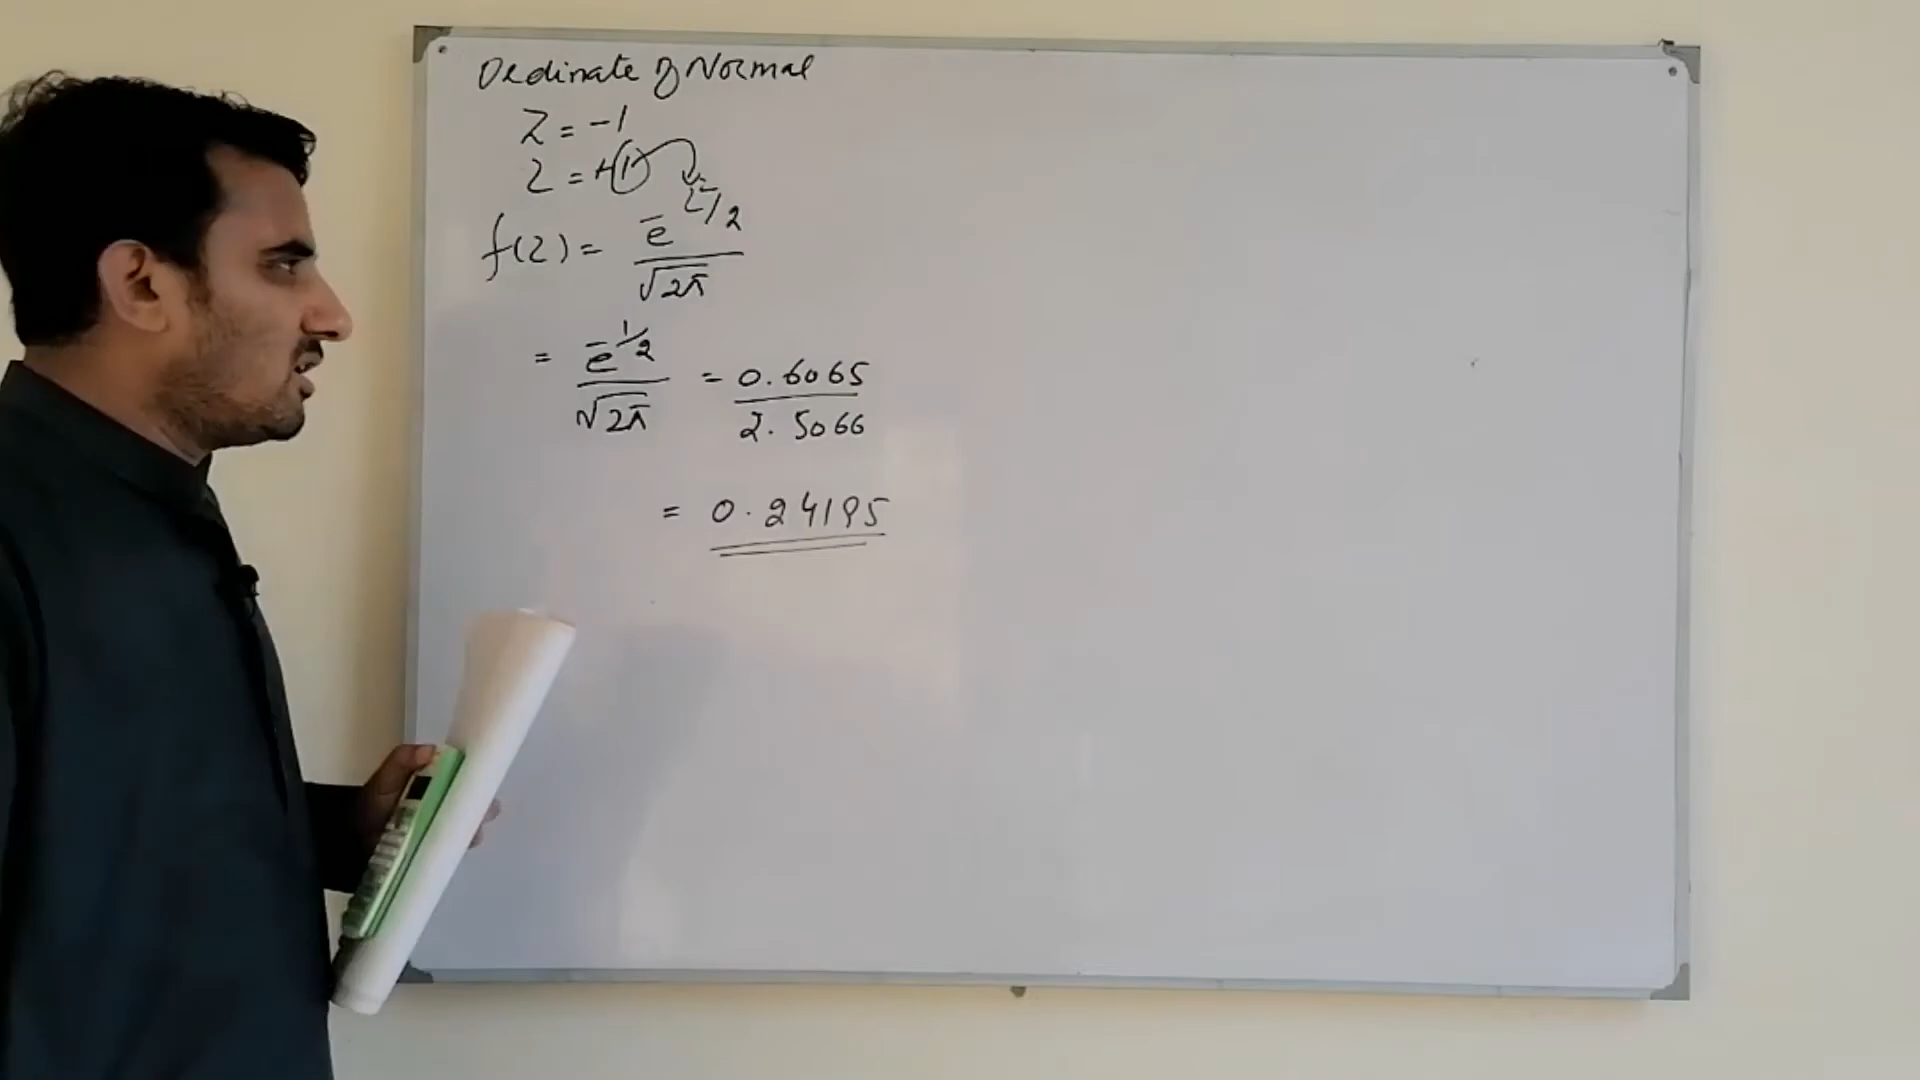 Ordinate of Normal
Z = -1
Z = +1
f(Z) = e^-Z²/2 / √2π
= e^-1/2 / √2π = 0.6065 / 2.5066
= 0.24195